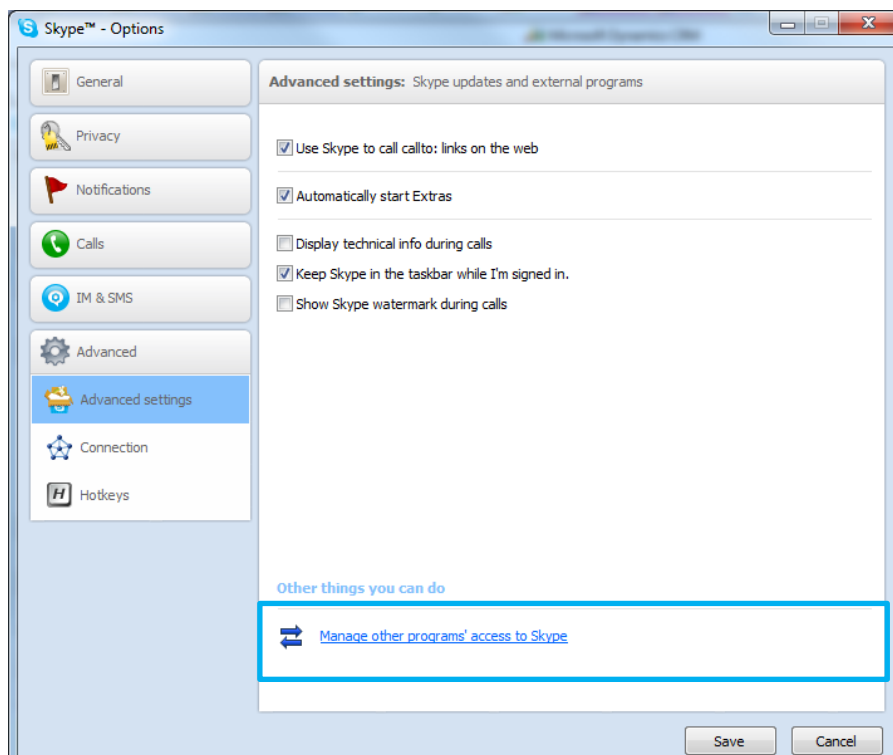 Skype™ - Options
General
Privacy
Notifications
Calls
IM & SMS
Advanced
Advanced settings
Connection
H Hotkeys
Advanced settings: Skype updates and external programs
Use Skype to call callto: links on the web
Automatically start Extras
Display technical info during calls
Keep Skype in the taskbar while I'm signed in.
Show Skype watermark during calls
Other things you can do
Manage other programs' access to Skype
Save
Cancel